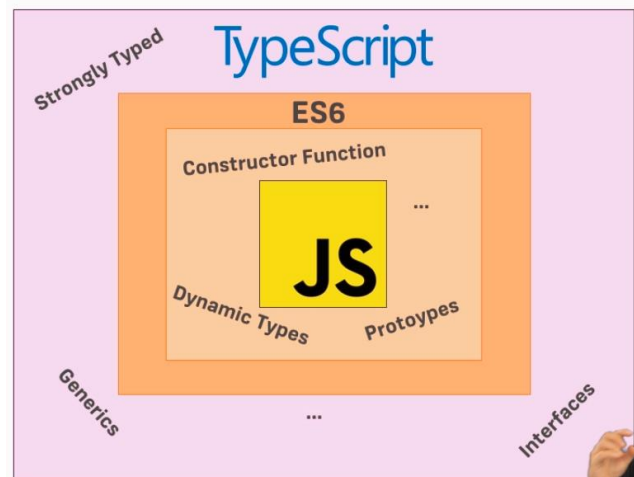 TypeScript
Strongly Typed
ES6
Constructor Function
...
JS
Dynamic Types
Protoypes
Generics
...
Interfaces